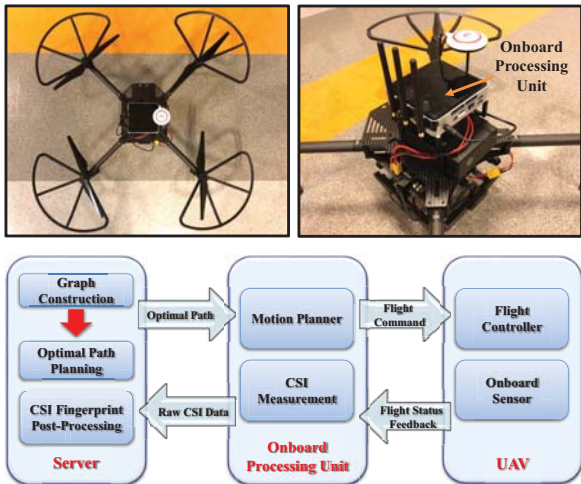 Onboard
Processing
Unit
Graph
Construction
Optimal Path
Planning
CSI Fingerprint
Post-Processing
Server
Optimal Path
Raw CSI Data
Motion Planner
CSI
Measurement
Onboard
Processing Unit
Flight
Command
Flight Status
Feedback
Flight
Controller
Onboard
Sensor
UAV